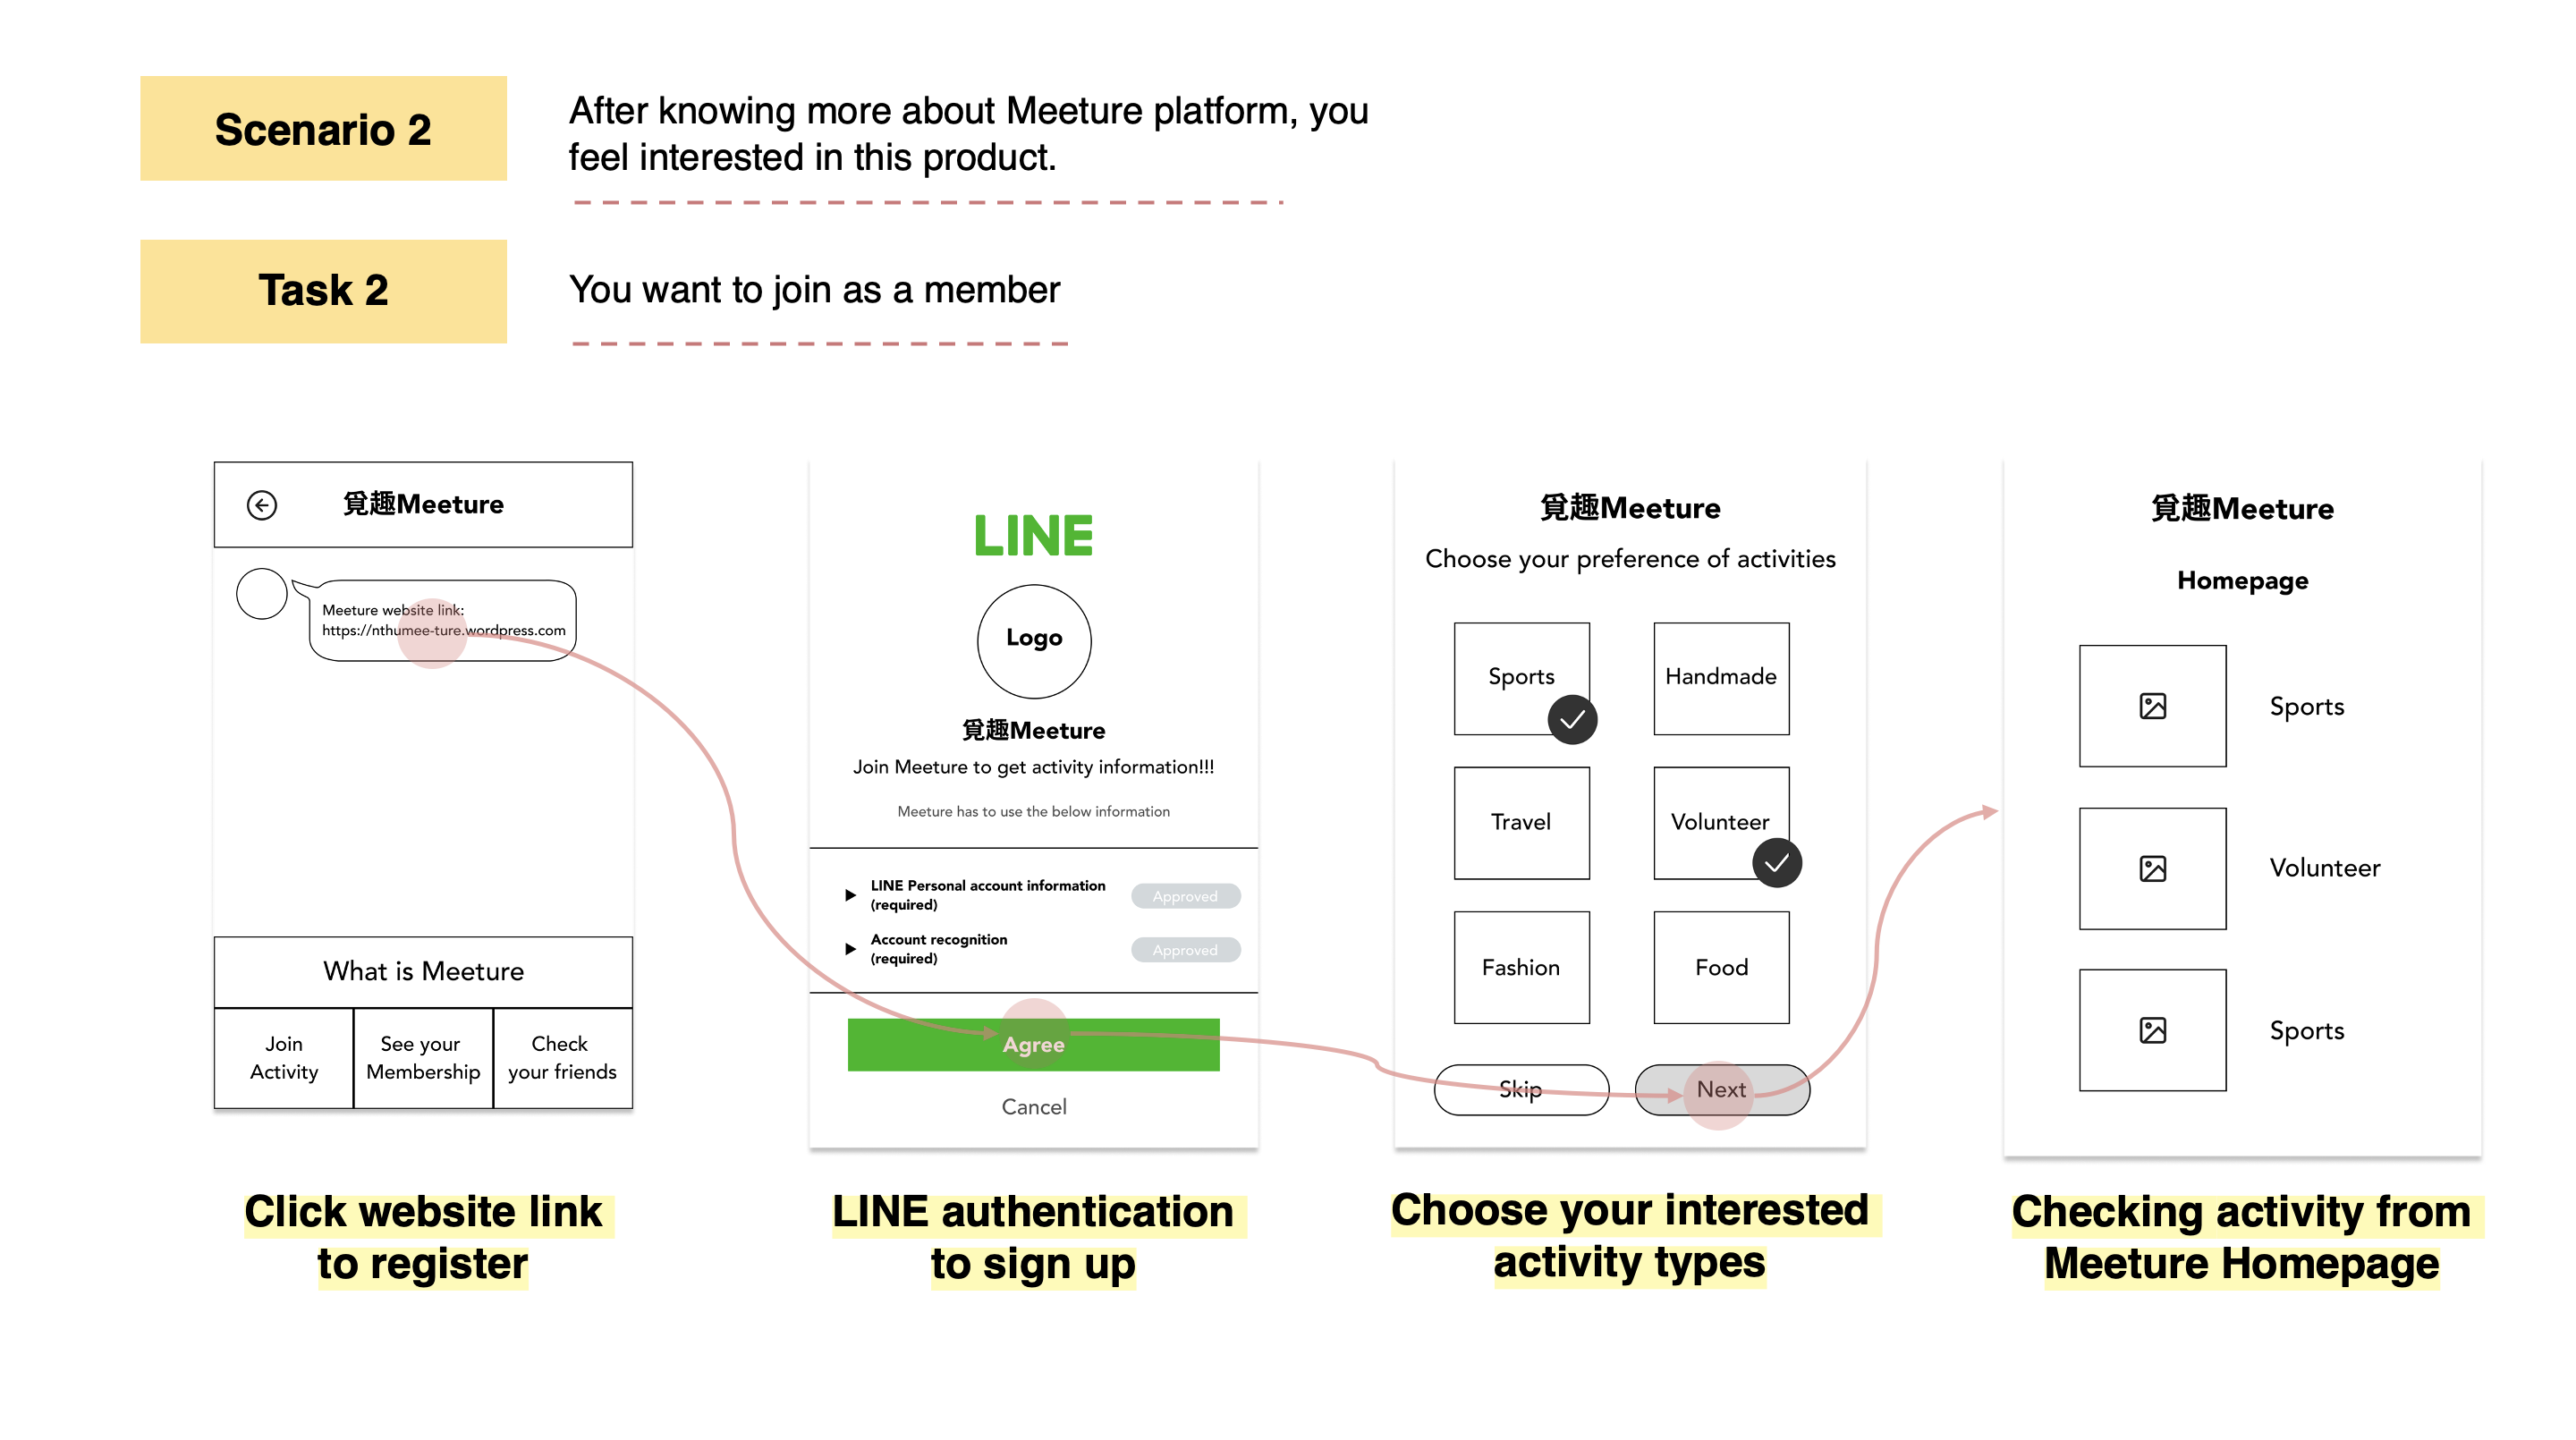 Scenario 2
After knowing more about Meeture platform, you
feel interested in this product.
Task 2
You want to join as a member
覓趣Meeture
Meeture website link:
https://nthumee-ture.wordpress.com
What is Meeture
Join
Activity
See your
Membership
Check
your friends
Click website link
to register
LINE
Logo
覓趣Meeture
Join Meeture to get activity information!!!
Meeture has to use the below information
LINE Personal account information
(required)
Approved
Account recognition
(required)
Approved
Agree
Cancel
LINE authentication
to sign up
覓趣Meeture
Choose your preference of activities
Sports
Handmade
Travel
Volunteer
Fashion
Food
Skip
Next
Choose your interested
activity types
覓趣Meeture
Homepage
Sports
Volunteer
Sports
Checking activity from
Meeture Homepage